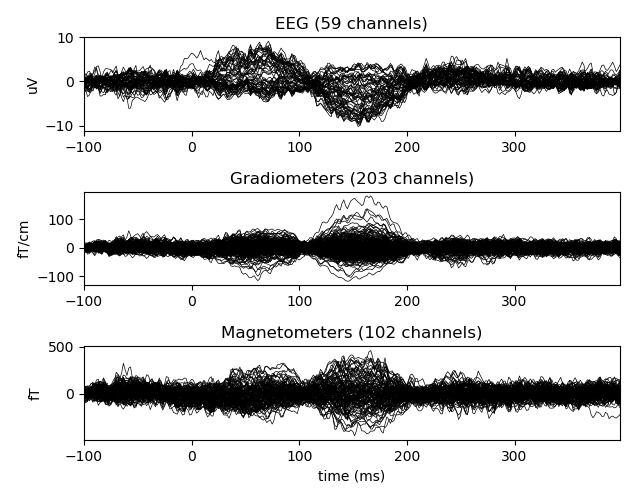 EEG (59 channels)
10
0
−10
uV
−100 0 100 200 300
Gradiometers (203 channels)
100
0
−100
fT/cm
−100 0 100 200 300
Magnetometers (102 channels)
500
0
fT
−100 0 100 200 300
time (ms)